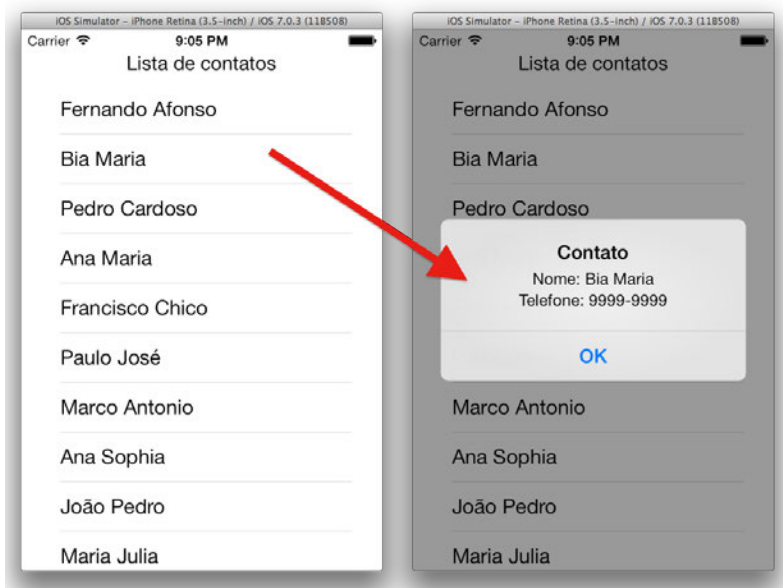 iOS Simulator – iPhone Retina (3.5-inch) / iOS 7.0.3 (11B508)
Carrier 9:05 PM
Lista de contatos
Fernando Afonso
Bia Maria
Pedro Cardoso
Ana Maria
Francisco Chico
Paulo José
Marco Antonio
Ana Sophia
João Pedro
Maria Julia
iOS Simulator – iPhone Retina (3.5-inch) / iOS 7.0.3 (11B508)
Carrier 9:05 PM
Lista de contatos
Fernando Afonso
Bia Maria
Pedro Cardoso
Contato
Nome: Bia Maria
Telefone: 9999-9999
OK
Marco Antonio
Ana Sophia
João Pedro
Maria Julia